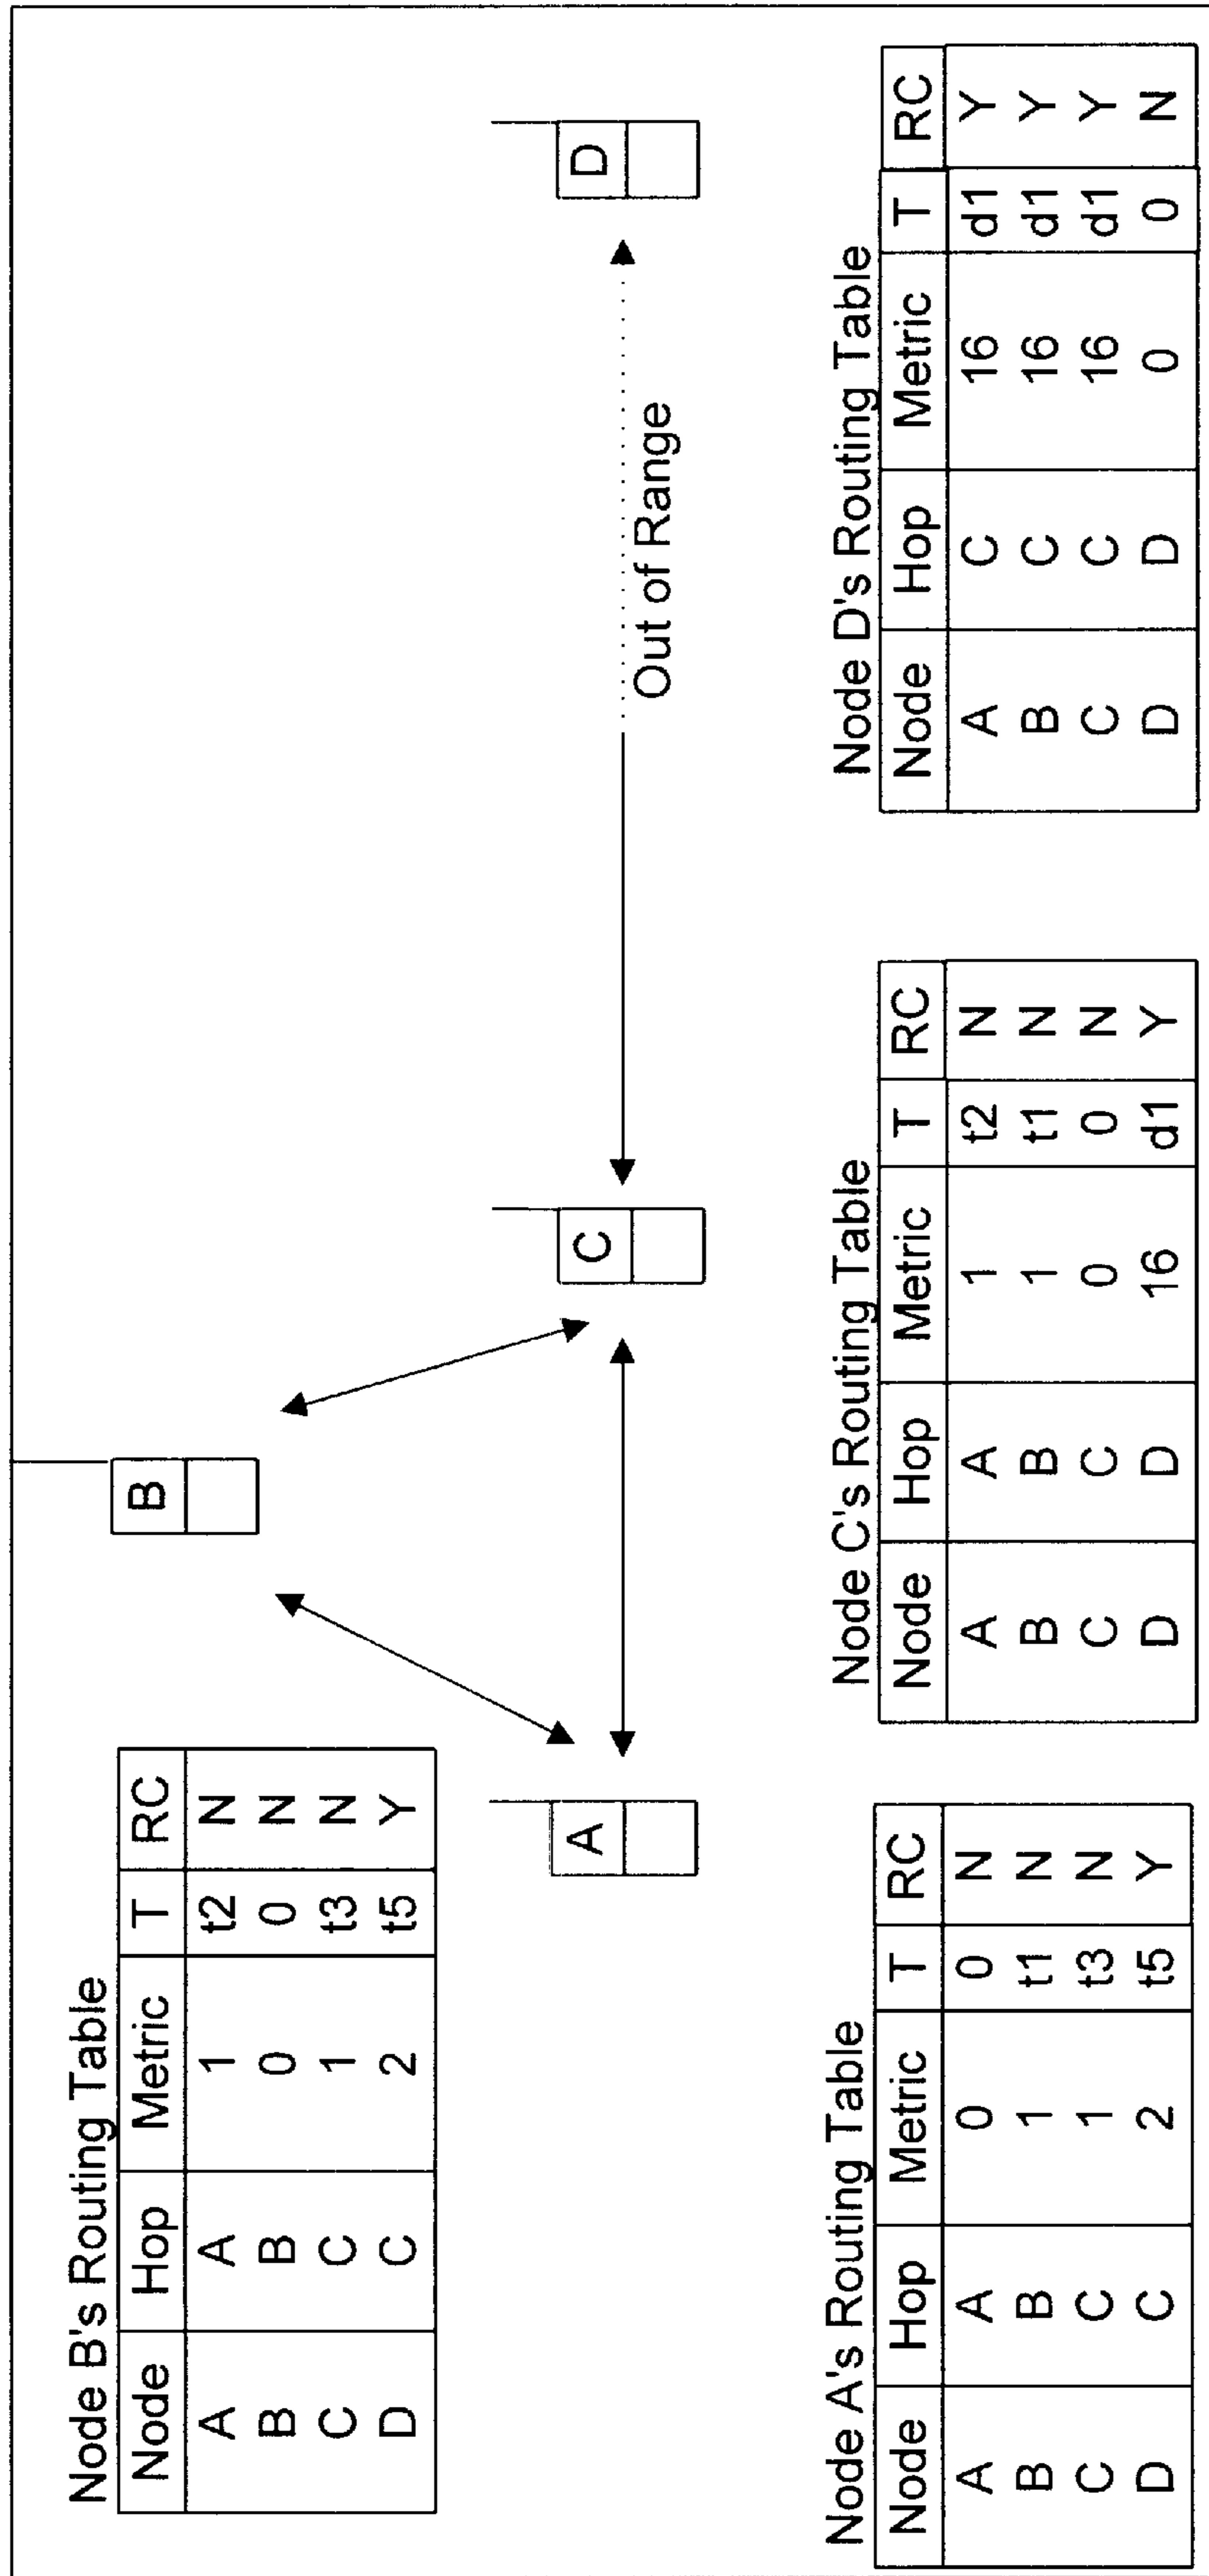 Node B's Routing Table
Node Hop Metric T RC
A A 1 t2 N
B B 0 0 N
C C 1 t3 N
D C 2 t5 Y
B
A
C
D
Out of Range
Node A's Routing Table
Node Hop Metric T RC
A A 0 0 N
B B 1 t1 N
C C 1 t3 N
D C 2 t5 Y
Node C's Routing Table
Node Hop Metric T RC
A A 1 t2 N
B B 1 t1 N
C C 0 0 N
D D 16 d1 Y
Node D's Routing Table
Node Hop Metric T RC
A C 16 d1 Y
B C 16 d1 Y
C C 16 d1 Y
D D 0 0 N